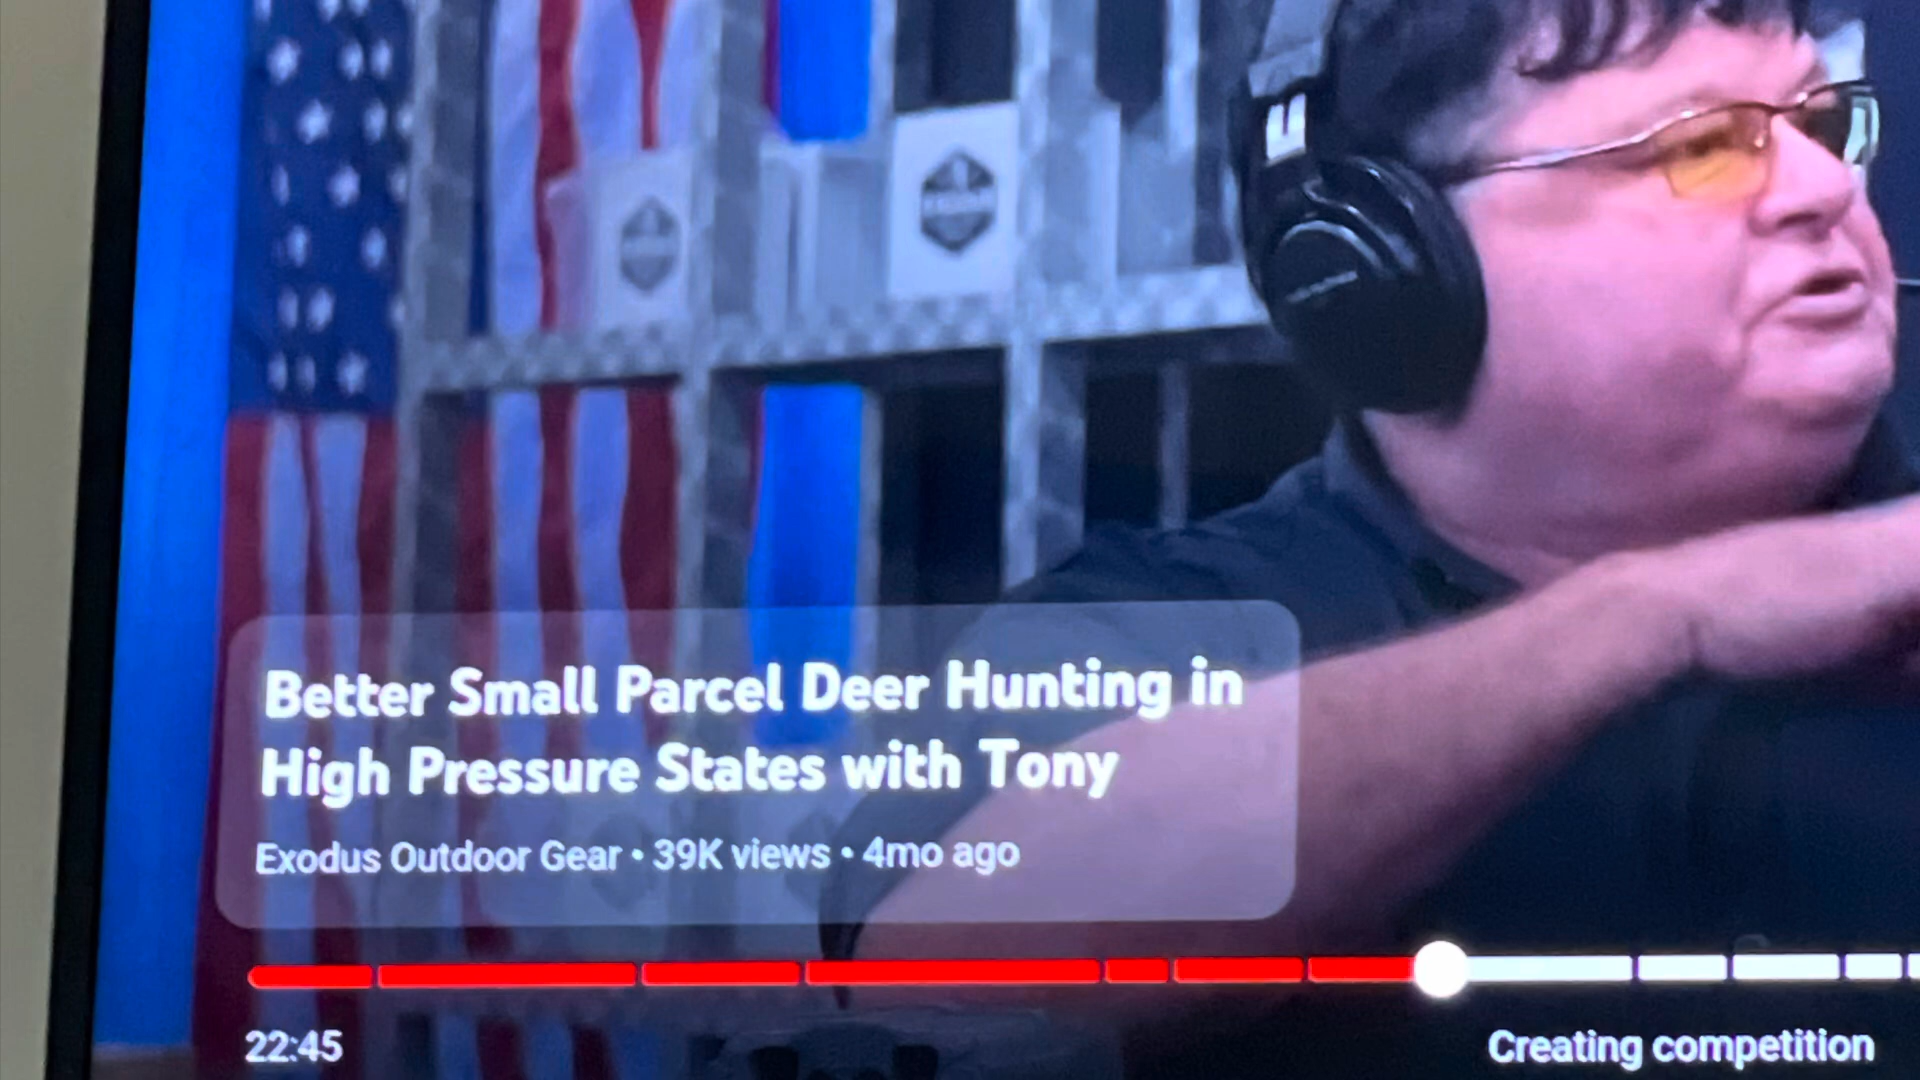 Better Small Parcel Deer Hunting in
High Pressure States with Tony
Exodus Outdoor Gear • 39K views • 4mo ago
22:45
Creating competition